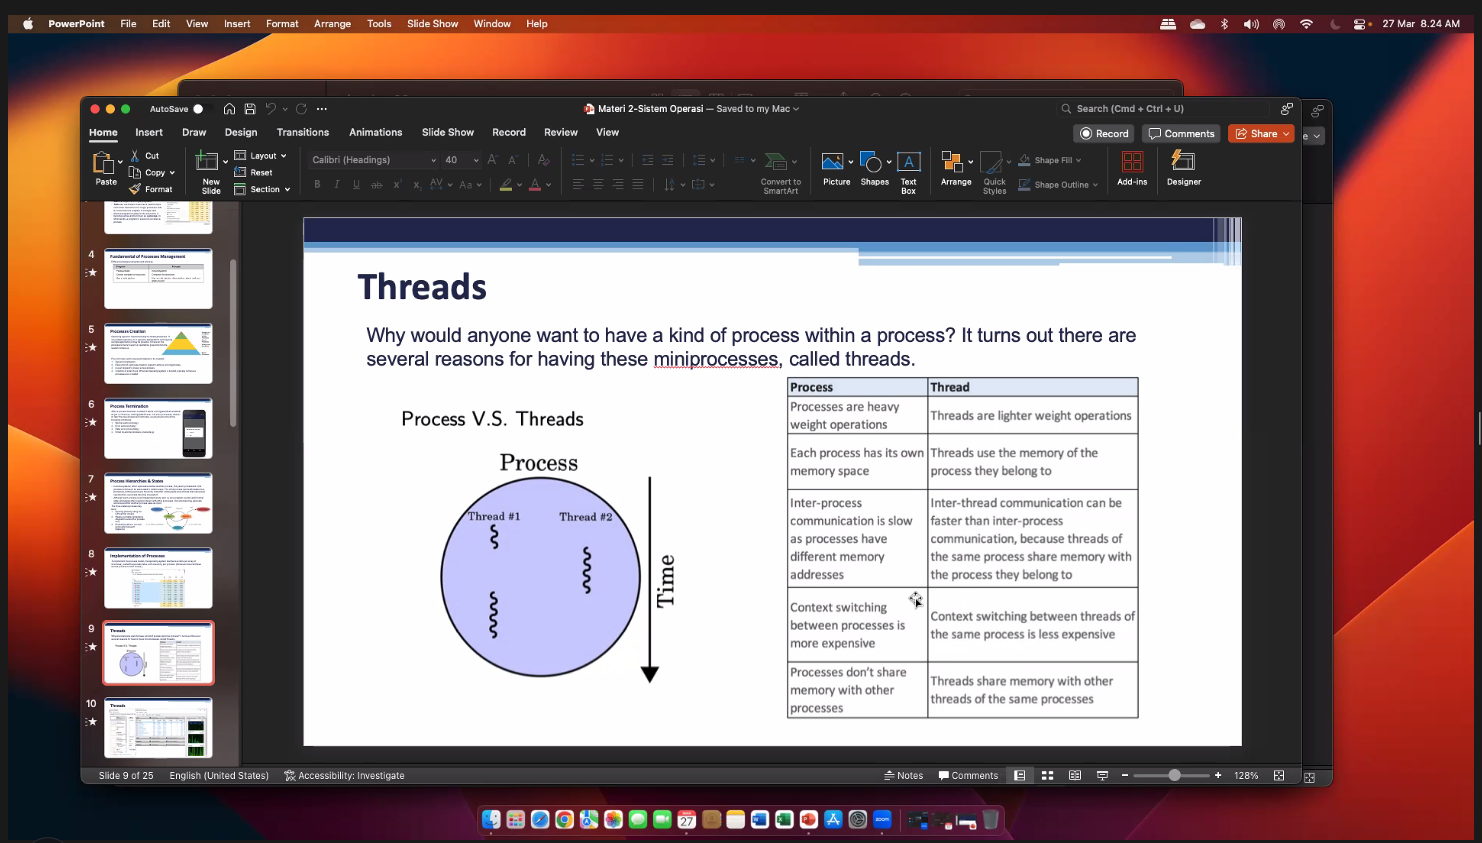 PowerPoint File Edit View Insert Format Arrange Tools Slide Show Window Help 27 Mar 8.24 AM
AutoSave Materi 2-Sistem Operasi — Saved to my Mac Search (Cmd + Ctrl + U)
Home Insert Draw Design Transitions Animations Slide Show Record Review View Record Comments Share
Paste
Cut
Copy
Format
New
Slide
Layout
Reset
Section
Calibri (Headings) 40
Convert to
SmartArt
Picture
Shapes
Text
Box
Arrange
Quick
Styles
Shape Fill
Shape Outline
Add-ins
Designer
4
Fundamental of Processes Management
5
Processes Creation
6
Process Termination
7
Process Hierarchies & States
8
Implementation of Processes
9
Threads
10
Threads
Threads
Why would anyone want to have a kind of process within a process? It turns out there are
several reasons for having these miniprocesses, called threads.
Process V.S. Threads
Process
Thread #1
Thread #2
Time
Process Thread
Processes are heavy
weight operations
Threads are lighter weight operations
Each process has its own
memory space
Threads use the memory of the
process they belong to
Inter-process
communication is slow
as processes have
different memory
addresses
Inter-thread communication can be
faster than inter-process
communication, because threads of
the same process share memory with
the process they belong to
Context switching
between processes is
more expensive
Context switching between threads of
the same process is less expensive
Processes don't share
memory with other
processes
Threads share memory with other
threads of the same processes
Slide 9 of 25 English (United States) Accessibility: Investigate Notes Comments 128%
27
zoom